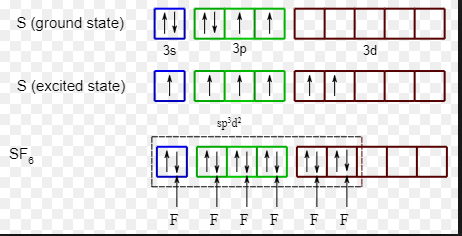 S (ground state)
3s 3p 3d
S (excited state)
sp³d²
SF₆
F F F F F F